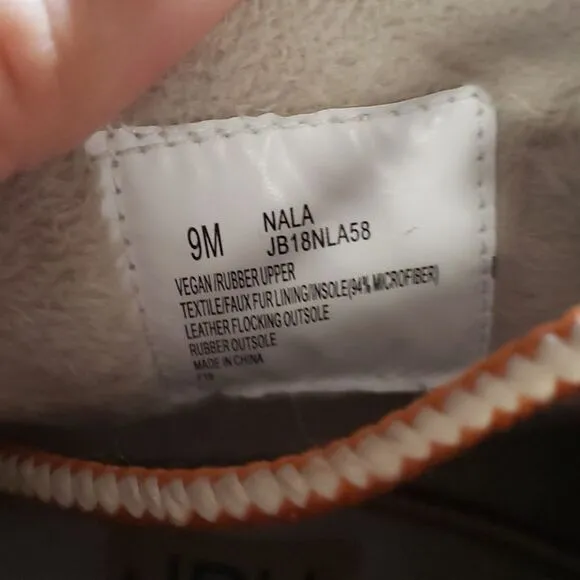 9M
NALA
JB18NLA58
VEGAN/RUBBER UPPER
TEXTILE/FAUX FUR LINING/INSOLE(94% MICROFIBER)
LEATHER FLOCKING OUTSOLE
RUBBER OUTSOLE
MADE IN CHINA